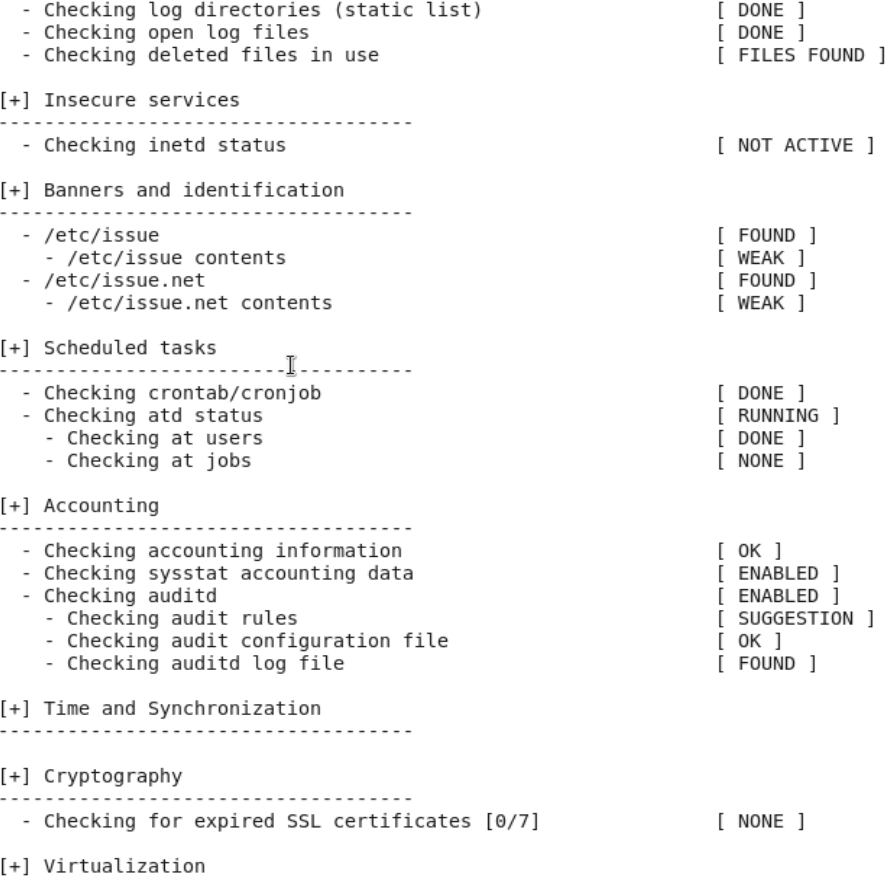 - Checking log directories (static list) [ DONE ]
- Checking open log files [ DONE ]
- Checking deleted files in use [ FILES FOUND ]
[+] Insecure services
------------------------------------
- Checking inetd status [ NOT ACTIVE ]
[+] Banners and identification
------------------------------------
- /etc/issue [ FOUND ]
- /etc/issue contents [ WEAK ]
- /etc/issue.net [ FOUND ]
- /etc/issue.net contents [ WEAK ]
[+] Scheduled tasks
------------------------------------
- Checking crontab/cronjob [ DONE ]
- Checking atd status [ RUNNING ]
- Checking at users [ DONE ]
- Checking at jobs [ NONE ]
[+] Accounting
------------------------------------
- Checking accounting information [ OK ]
- Checking sysstat accounting data [ ENABLED ]
- Checking auditd [ ENABLED ]
- Checking audit rules [ SUGGESTION ]
- Checking audit configuration file [ OK ]
- Checking auditd log file [ FOUND ]
[+] Time and Synchronization
------------------------------------
[+] Cryptography
------------------------------------
- Checking for expired SSL certificates [0/7] [ NONE ]
[+] Virtualization